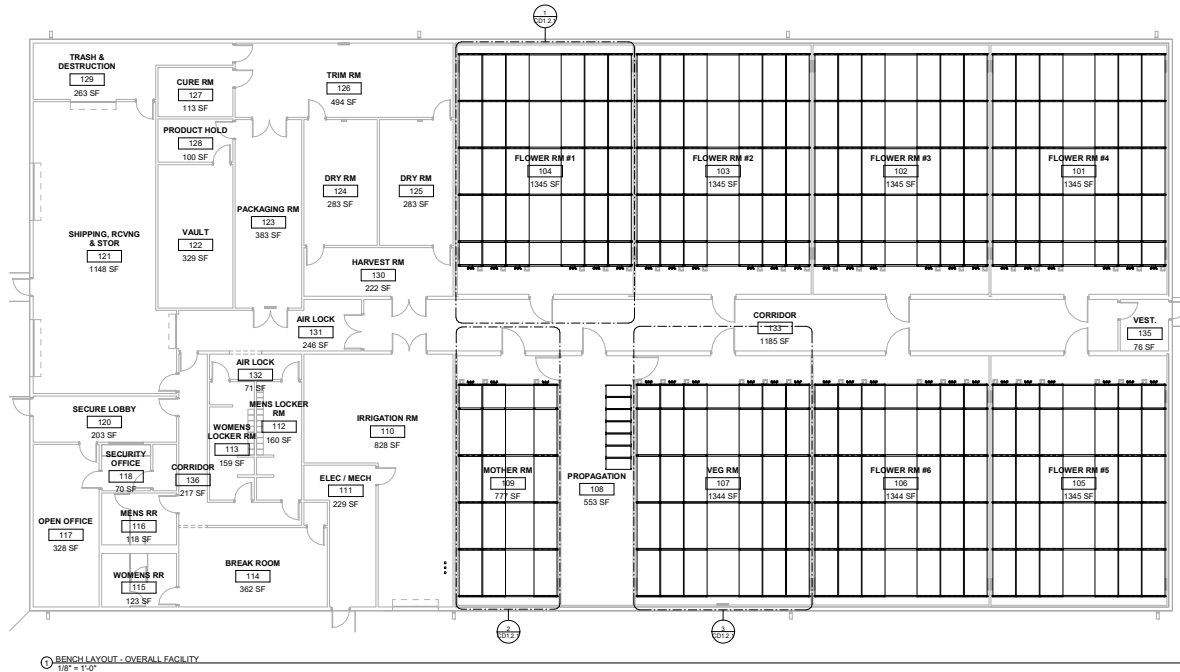 1
CD1.2.1
TRASH &
DESTRUCTION
129
263 SF
CURE RM
127
113 SF
TRIM RM
126
494 SF
PRODUCT HOLD
128
100 SF
FLOWER RM #1
104
1345 SF
FLOWER RM #2
103
1345 SF
FLOWER RM #3
102
1345 SF
FLOWER RM #4
101
1345 SF
DRY RM
124
283 SF
DRY RM
125
283 SF
PACKAGING RM
123
383 SF
VAULT
122
329 SF
SHIPPING, RCVNG
& STOR
121
1148 SF
HARVEST RM
130
222 SF
AIR LOCK
131
246 SF
CORRIDOR
133
1185 SF
VEST.
135
76 SF
AIR LOCK
132
71 SF
MENS LOCKER
RM
112
160 SF
WOMENS
LOCKER RM
113
159 SF
IRRIGATION RM
110
828 SF
SECURE LOBBY
120
203 SF
SECURITY
OFFICE
118
70 SF
CORRIDOR
136
217 SF
ELEC / MECH
111
229 SF
MOTHER RM
109
777 SF
PROPAGATION
108
553 SF
VEG RM
107
1344 SF
FLOWER RM #6
106
1344 SF
FLOWER RM #5
105
1345 SF
OPEN OFFICE
117
328 SF
MENS RR
116
118 SF
WOMENS RR
115
123 SF
BREAK ROOM
114
362 SF
2
CD1.2.1
3
CD1.2.1
1
BENCH LAYOUT - OVERALL FACILITY
1/8" = 1'-0"